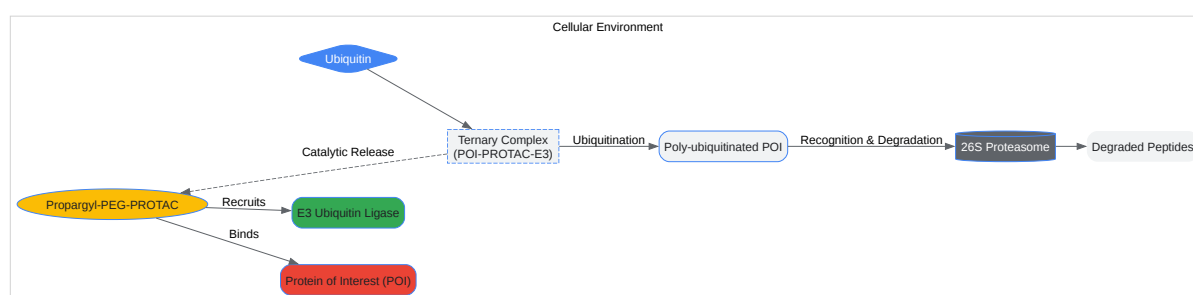 Cellular Environment
Ubiquitin
Ternary Complex
(POI-PROTAC-E3)
Ubiquitination
Poly-ubiquitinated POI
Recognition & Degradation
26S Proteasome
Degraded Peptides
Catalytic Release
Propargyl-PEG-PROTAC
Recruits
E3 Ubiquitin Ligase
Binds
Protein of Interest (POI)